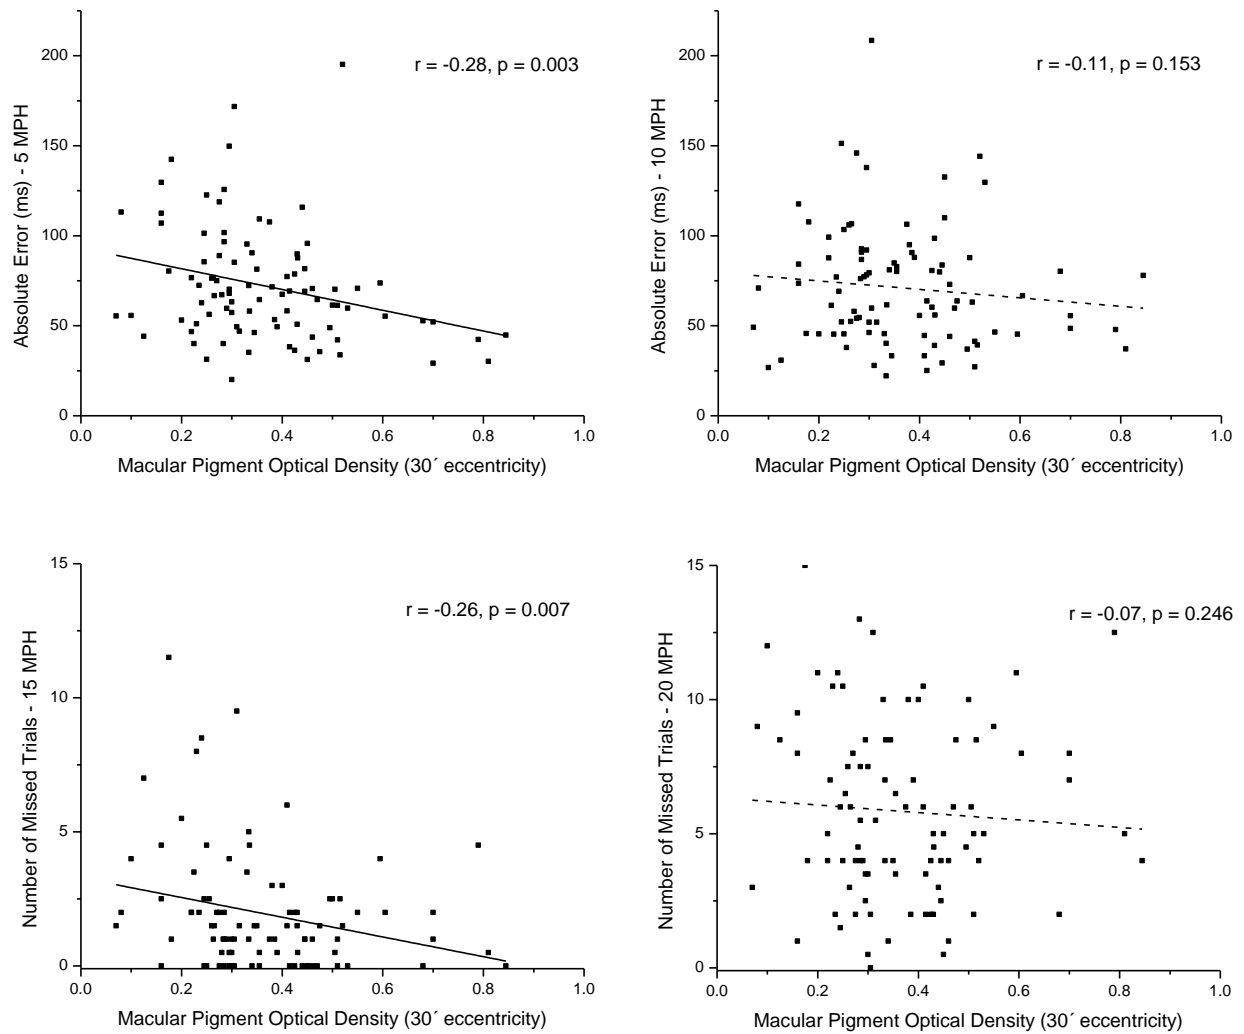 r = -0.28, p = 0.003
Absolute Error (ms) - 5 MPH
200
150
100
50
0
0.0 0.2 0.4 0.6 0.8 1.0
Macular Pigment Optical Density (30´ eccentricity)
r = -0.11, p = 0.153
Absolute Error (ms) - 10 MPH
200
150
100
50
0
0.0 0.2 0.4 0.6 0.8 1.0
Macular Pigment Optical Density (30´ eccentricity)
r = -0.26, p = 0.007
Number of Missed Trials - 15 MPH
15
10
5
0
0.0 0.2 0.4 0.6 0.8 1.0
Macular Pigment Optical Density (30´ eccentricity)
r = -0.07, p = 0.246
Number of Missed Trials - 20 MPH
15
10
5
0
0.0 0.2 0.4 0.6 0.8 1.0
Macular Pigment Optical Density (30´ eccentricity)